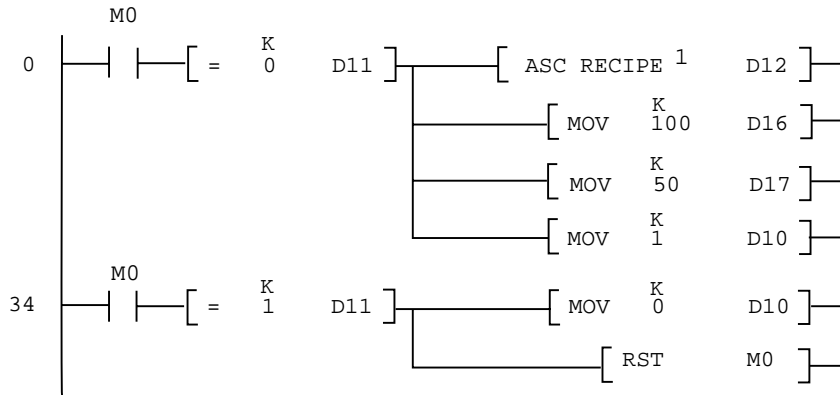 M0
K
0 = 0 D11 ASC RECIPE 1 D12
K
MOV 100 D16
K
MOV 50 D17
K
MOV 1 D10
M0
K K
34 = 1 D11 MOV 0 D10
RST M0